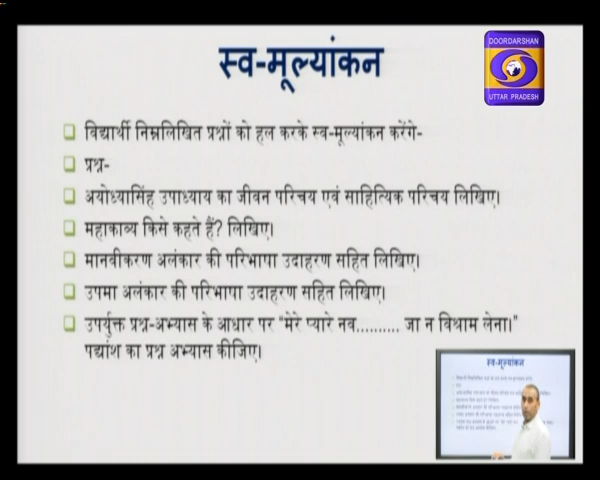 DOORDARSHAN
UTTAR PRADESH
स्व-मूल्यांकन
विद्यार्थी निम्नलिखित प्रश्नों को हल करके स्व-मूल्यांकन करेंगे-
प्रश्न-
अयोध्यासिंह उपाध्याय का जीवन परिचय एवं साहित्यिक परिचय लिखिए।
महाकाव्य किसे कहते हैं? लिखिए।
मानवीकरण अलंकार की परिभाषा उदाहरण सहित लिखिए।
उपमा अलंकार की परिभाषा उदाहरण सहित लिखिए।
उपर्युक्त प्रश्न-अभ्यास के आधार पर "मेरे प्यारे नव.......... जा न विश्राम लेना।"
पद्यांश का प्रश्न अभ्यास कीजिए।
स्व-मूल्यांकन